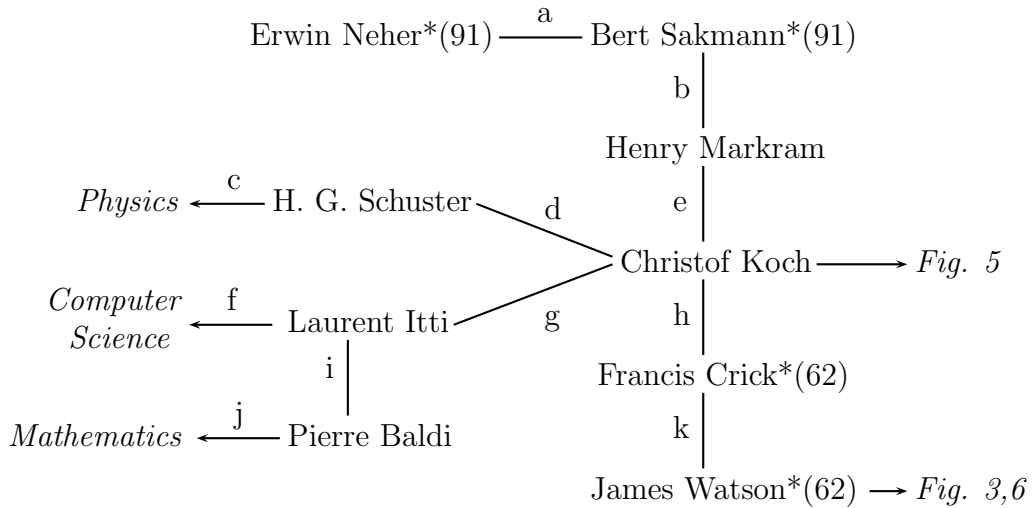 a
Erwin Neher*(91) Bert Sakmann*(91)
b
Henry Markram
c
Physics H. G. Schuster d e
Christof Koch Fig. 5
Computer
Science f Laurent Itti g h
i
Francis Crick*(62)
j
Mathematics Pierre Baldi k
James Watson*(62) Fig. 3,6